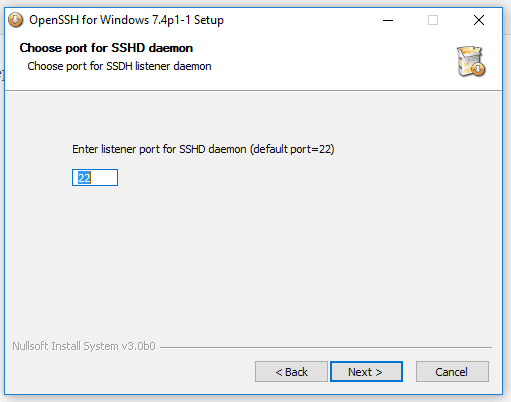 OpenSSH for Windows 7.4p1-1 Setup
Choose port for SSHD daemon
Choose port for SSDH listener daemon
Enter listener port for SSHD daemon (default port=22)
22
Nullsoft Install System v3.0b0
< Back
Next >
Cancel